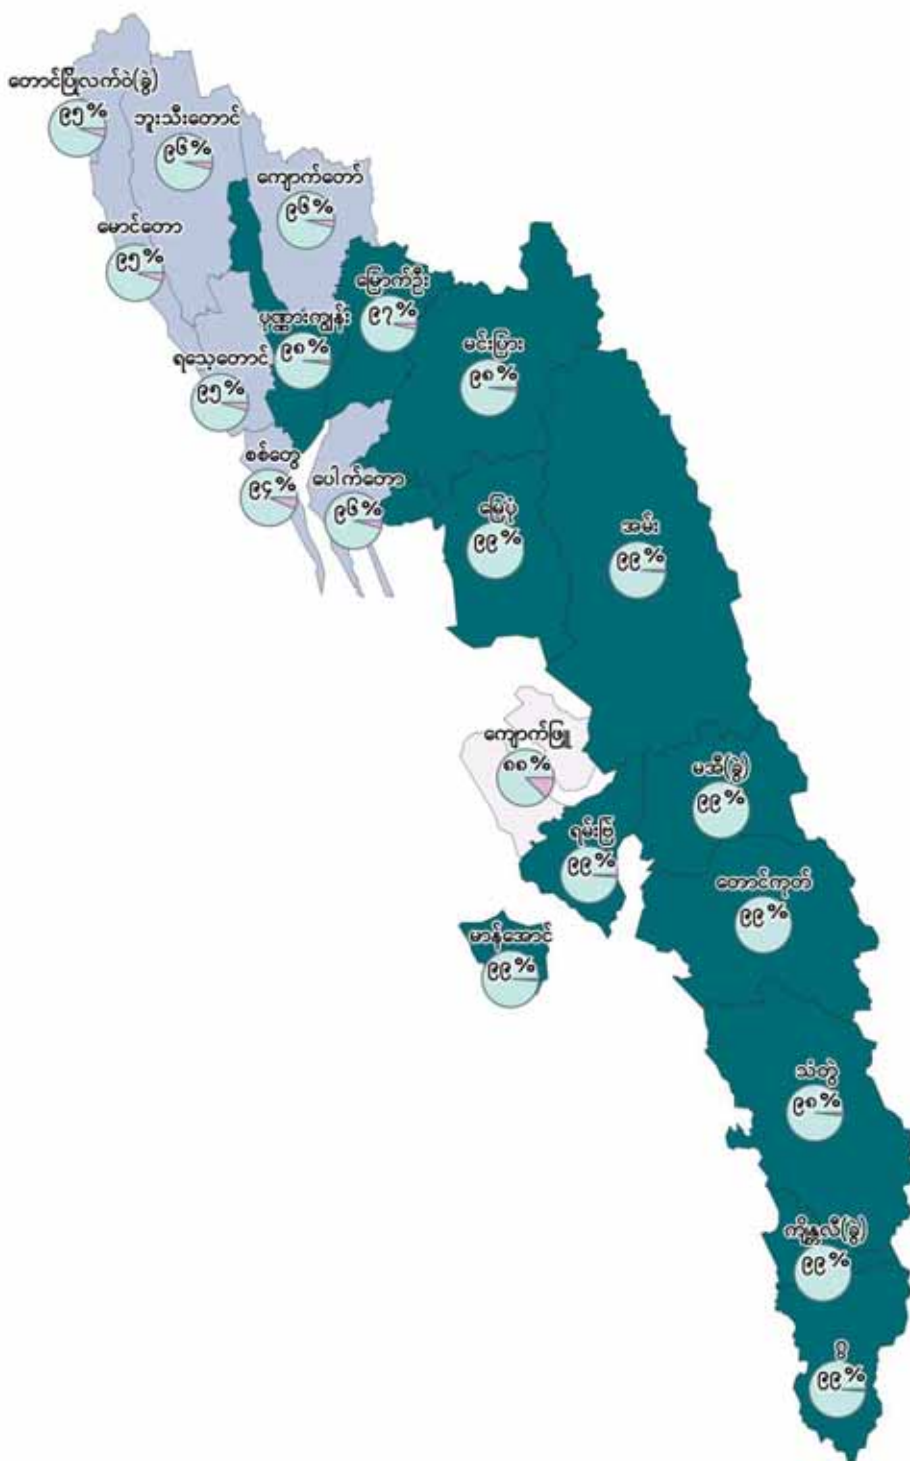 တောင်ပြိုလက်ဝဲ(ခွဲ)
၉၅%
ဘူးသီးတောင်
၉၆%
ကျောက်တော်
၉၆%
မောင်တော
၉၅%
မြောက်ဦး
၉၇%
ပုဏ္ဏားကျွန်း
၉၈%
မင်းပြား
၉၈%
ရသေ့တောင်
၉၅%
စစ်တွေ
၉၄%
ပေါက်တော
၉၆%
မြေပုံ
၉၉%
အမ်း
၉၉%
ကျောက်ဖြူ
၈၈%
မအီ(ခွဲ)
၉၉%
ရမ်းဗြဲ
၉၉%
တောင်ကုတ်
၉၉%
မာန်အောင်
၉၉%
သံတွဲ
၉၈%
ကျိန္တလီ(ခွဲ)
၉၉%
ဂွ
၉၉%